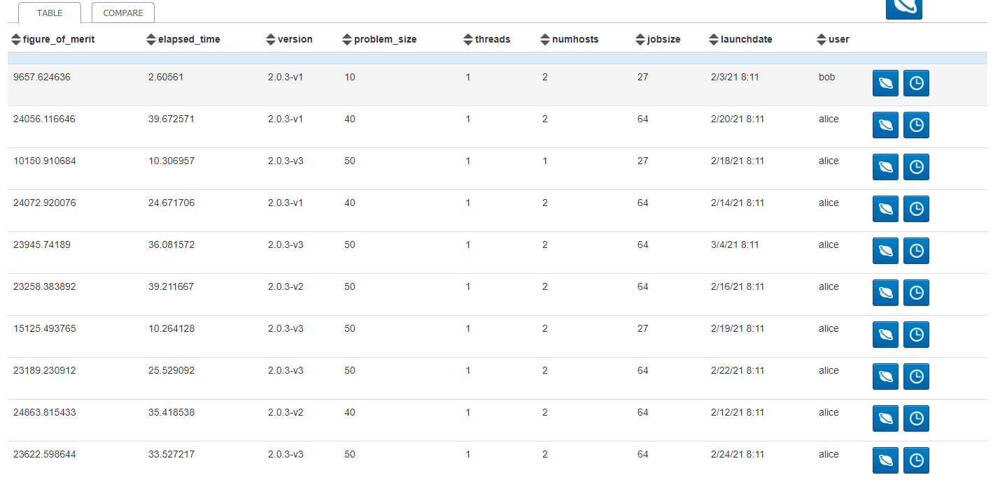 TABLE COMPARE
figure_of_merit elapsed_time version problem_size threads numhosts jobsize launchdate user
9657.624636 2.60561 2.0.3-v1 10 1 2 27 2/3/21 8:11 bob
24056.116646 39.672571 2.0.3-v1 40 1 2 64 2/20/21 8:11 alice
10150.910684 10.306957 2.0.3-v3 50 1 1 27 2/18/21 8:11 alice
24072.920076 24.671706 2.0.3-v1 40 1 2 64 2/14/21 8:11 alice
23945.74189 36.081572 2.0.3-v3 50 1 2 64 3/4/21 8:11 alice
23258.383892 39.211667 2.0.3-v2 50 1 2 64 2/16/21 8:11 alice
15125.493765 10.264128 2.0.3-v3 50 1 2 27 2/19/21 8:11 alice
23189.230912 25.529092 2.0.3-v3 50 1 2 64 2/22/21 8:11 alice
24863.815433 35.418538 2.0.3-v2 40 1 2 64 2/12/21 8:11 alice
23622.598644 33.527217 2.0.3-v3 50 1 2 64 2/24/21 8:11 alice